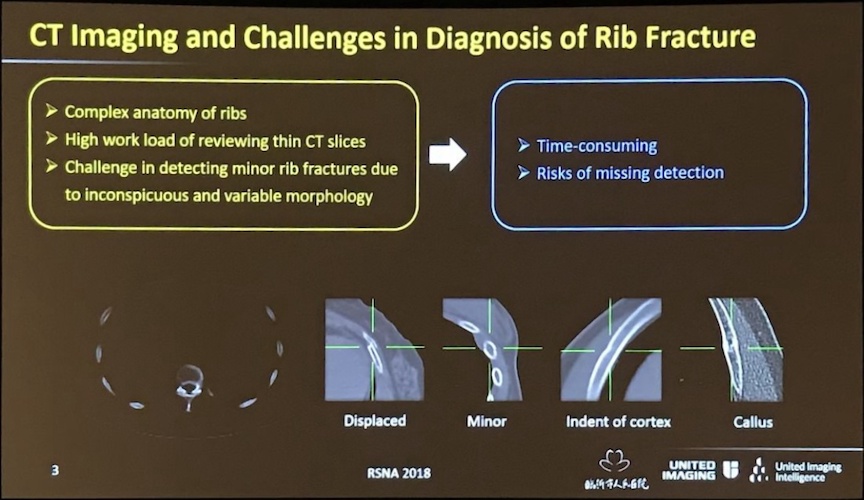 CT Imaging and Challenges in Diagnosis of Rib Fracture
➤ Complex anatomy of ribs
➤ High work load of reviewing thin CT slices
➤ Challenge in detecting minor rib fractures due
to inconspicuous and variable morphology
➤ Time-consuming
➤ Risks of missing detection
Displaced
Minor
Indent of cortex
Callus
3
RSNA 2018
UNITED
IMAGING
United Imaging
Intelligence